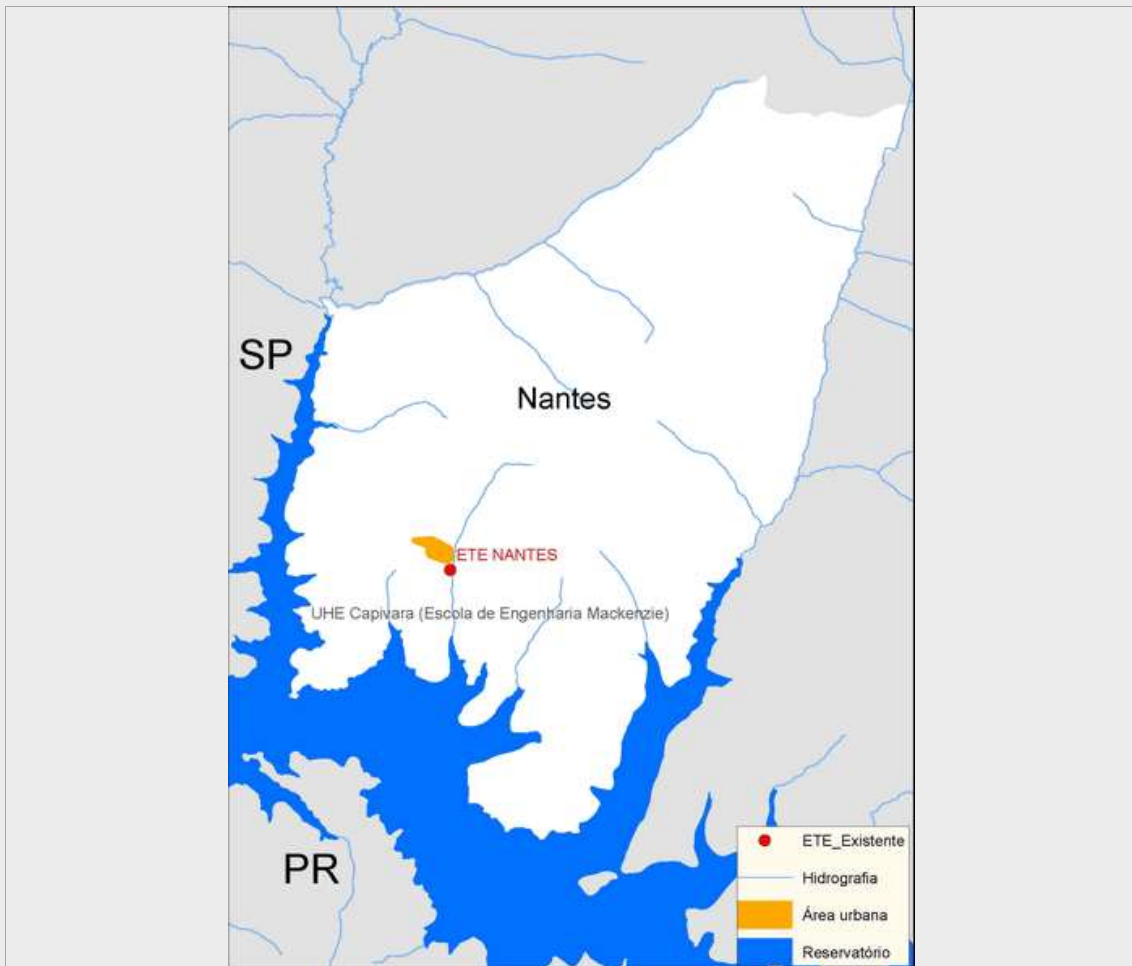 SP
Nantes
ETE NANTES
UHE Capivara (Escola de Engenharia Mackenzie)
PR
ETE_Existente
Hidrografia
Área urbana
Reservatório